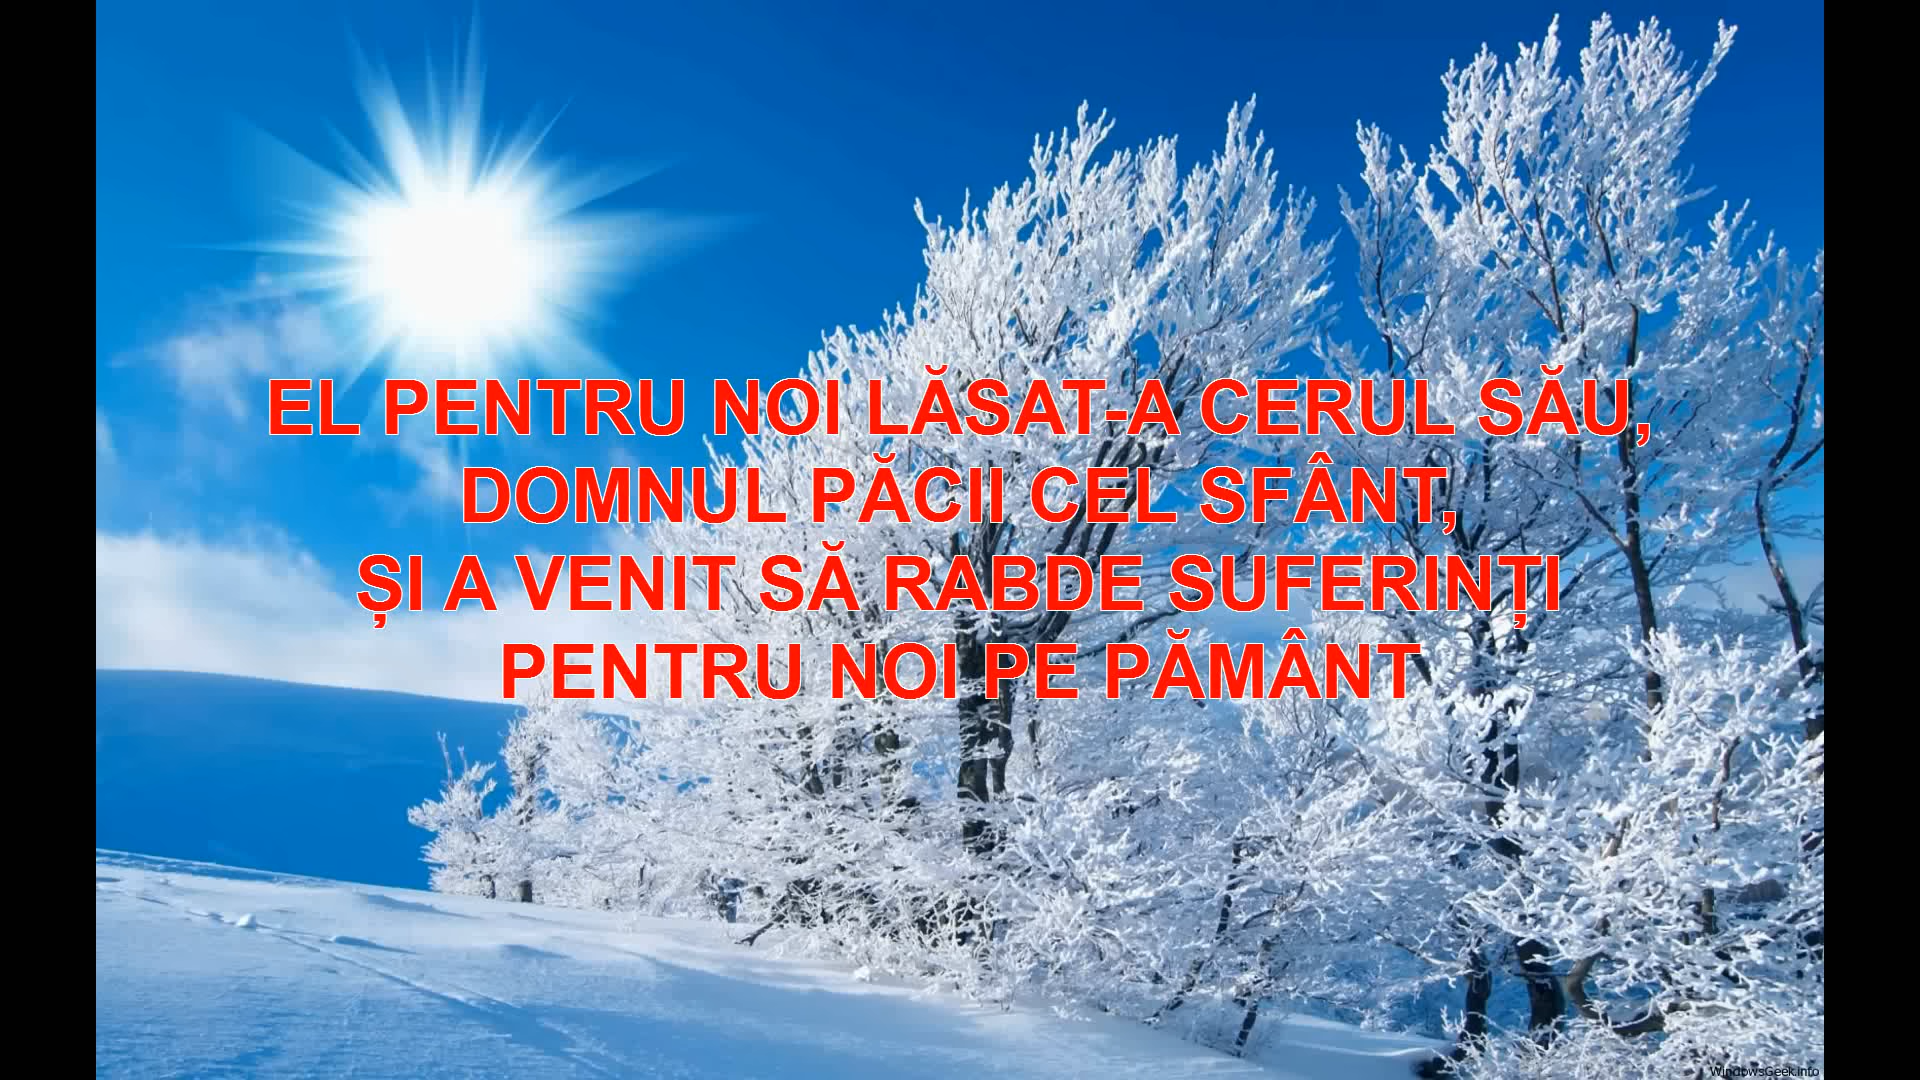 EL PENTRU NOI LĂSAT-A CERUL SĂU,
DOMNUL PĂCII CEL SFÂNT,
ȘI A VENIT SĂ RABDE SUFERINȚI
PENTRU NOI PE PĂMÂNT
WindowsGeek.info